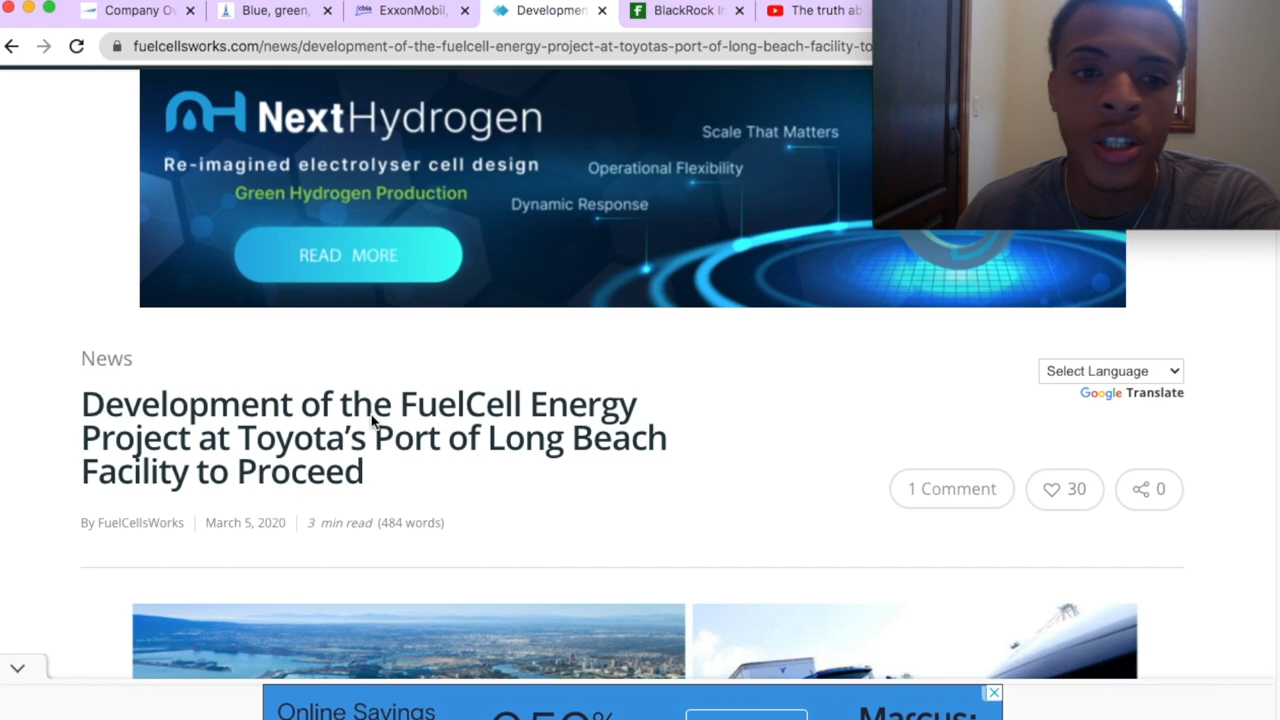 Company O
Blue, green,
ExxonMobil,
Developmen
BlackRock In
The truth ab
fuelcellsworks.com/news/development-of-the-fuelcell-energy-project-at-toyotas-port-of-long-beach-facility-to
NextHydrogen
Re-imagined electrolyser cell design
Green Hydrogen Production
READ MORE
Scale That Matters
Operational Flexibility
Dynamic Response
News
Select Language
Google Translate
Development of the FuelCell Energy
Project at Toyota’s Port of Long Beach
Facility to Proceed
1 Comment
30
0
By FuelCellsWorks
March 5, 2020
3 min read (484 words)
Online Savings
Marcus: